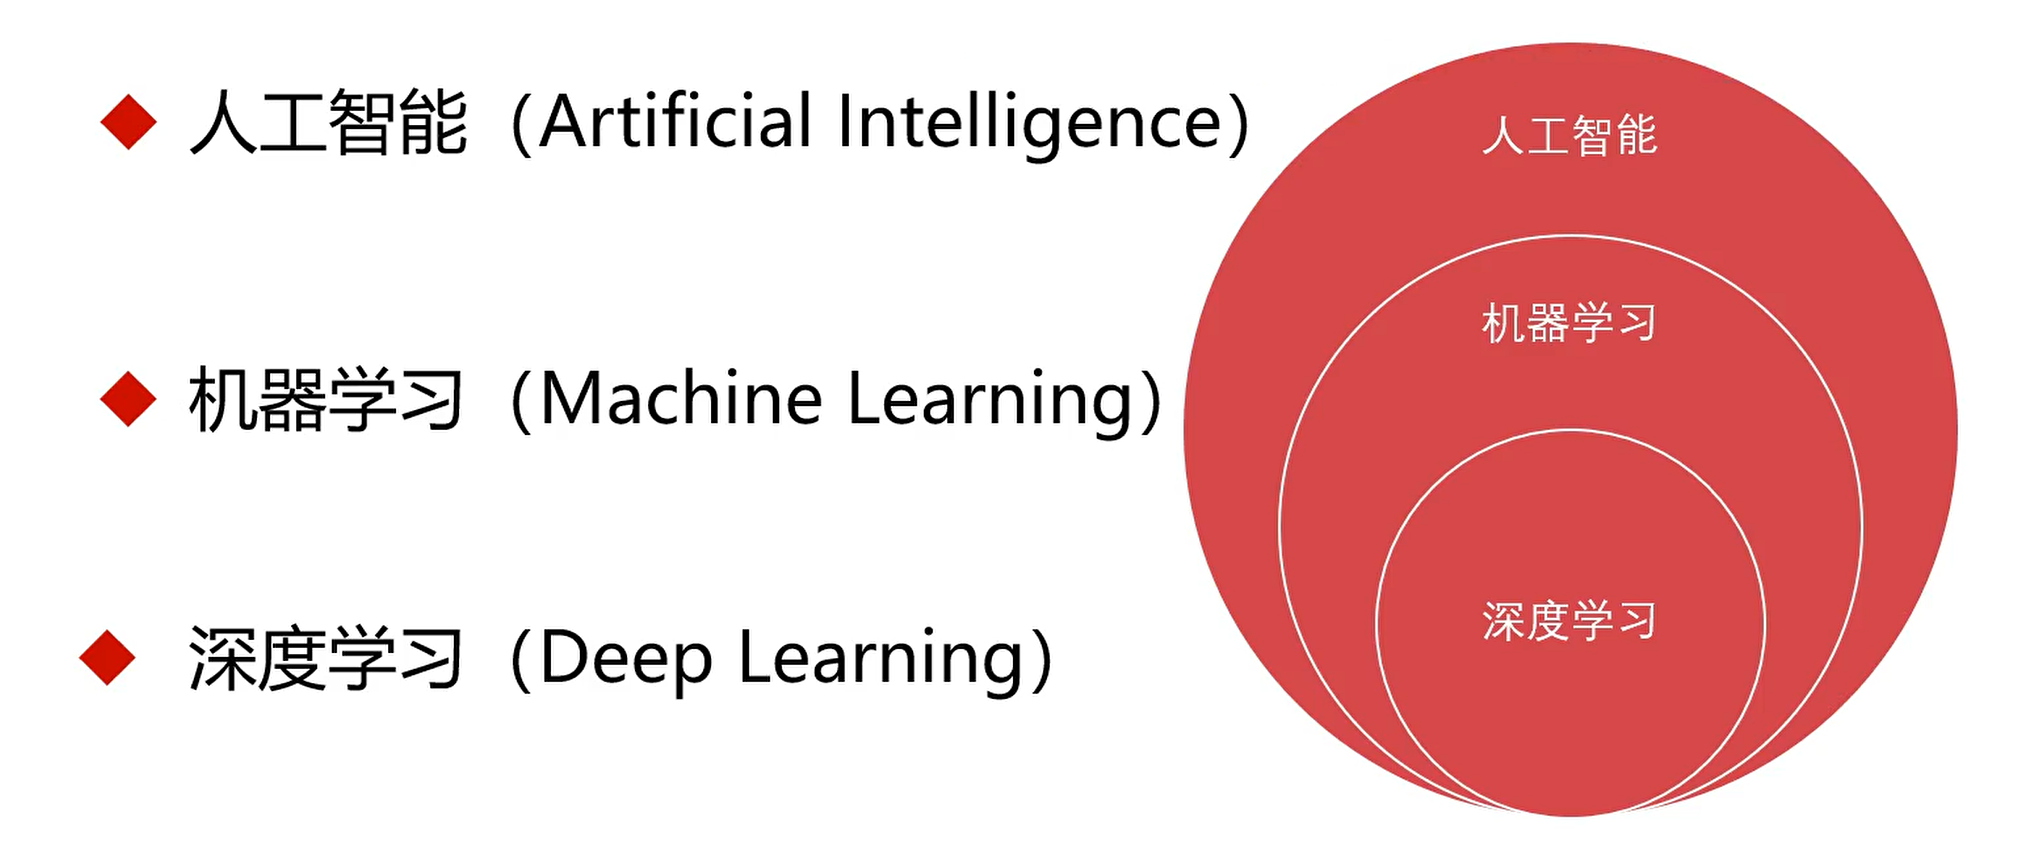 人工智能（Artificial Intelligence）
机器学习（Machine Learning）
深度学习（Deep Learning）
人工智能
机器学习
深度学习